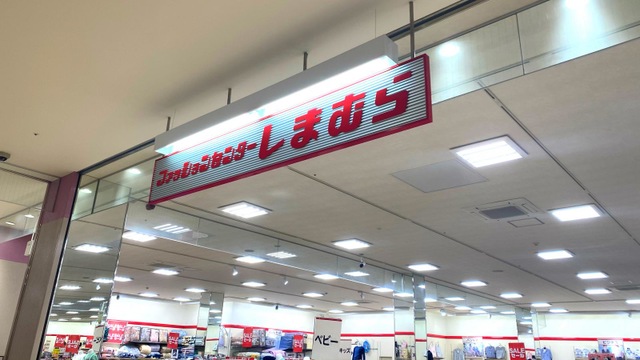 ファッションセンターしまむら
ベビー
キッズ